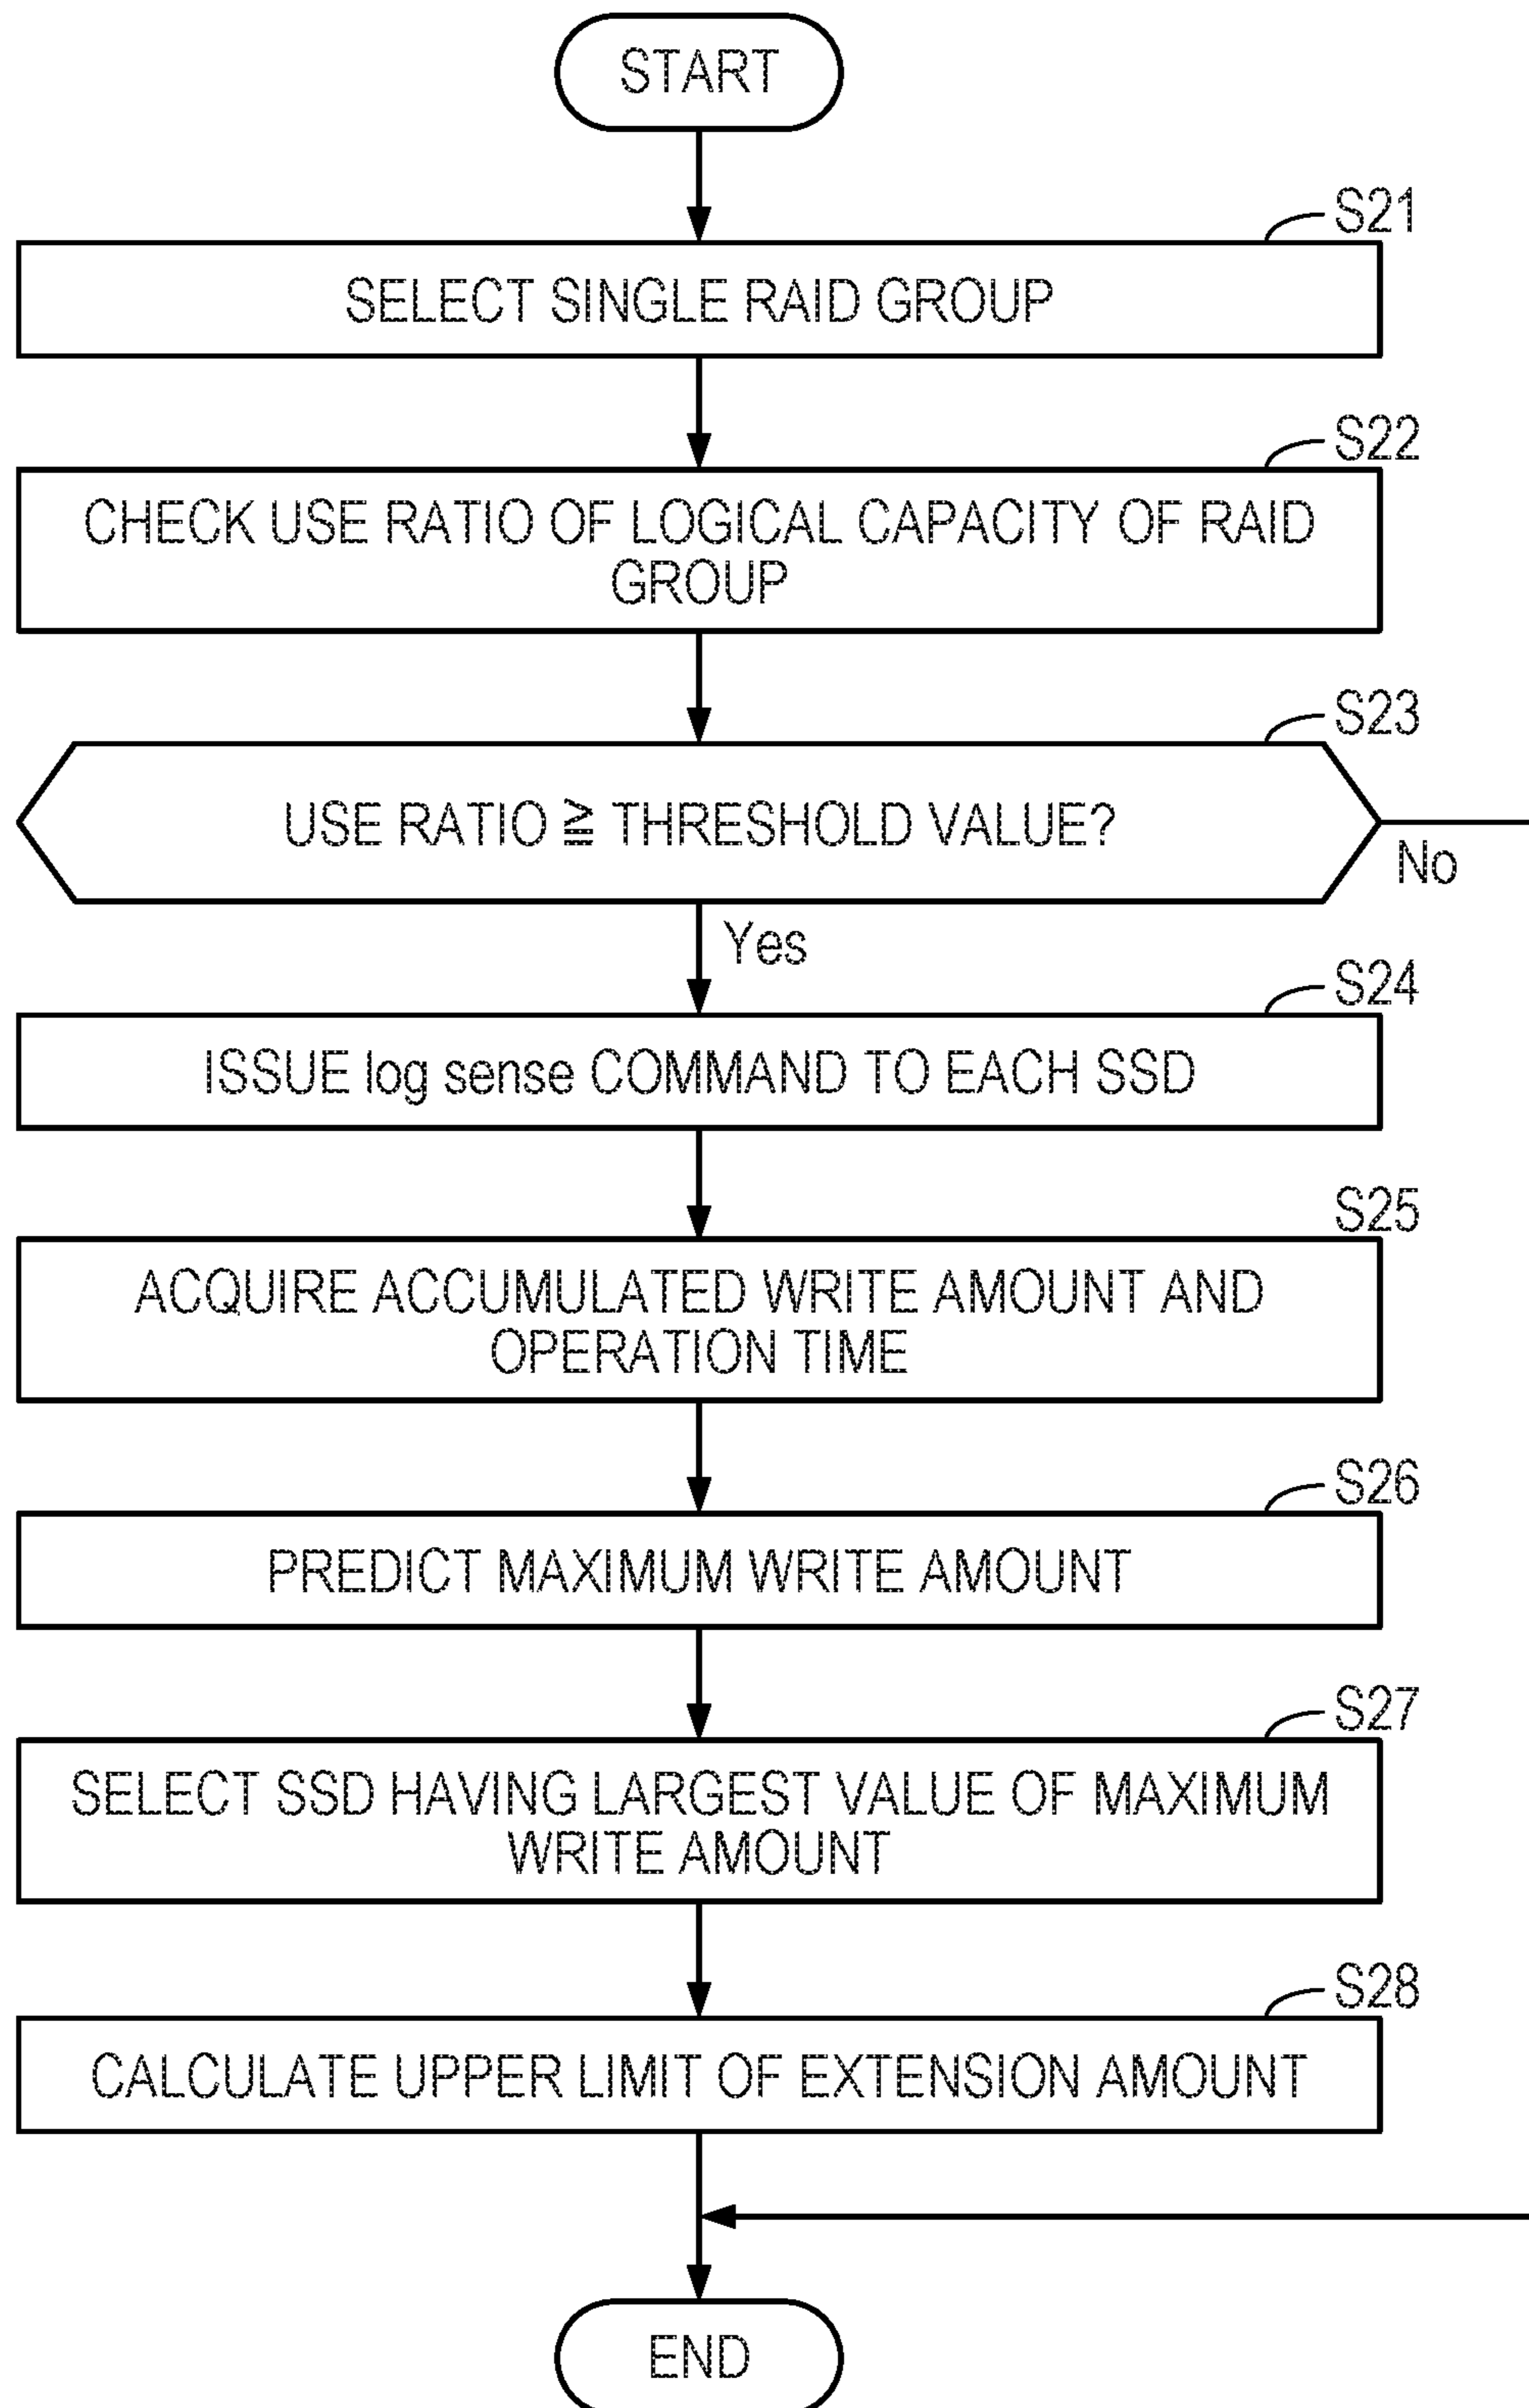 START
S21
SELECT SINGLE RAID GROUP
S22
CHECK USE RATIO OF LOGICAL CAPACITY OF RAID
GROUP
S23
USE RATIO ≧ THRESHOLD VALUE?
No
Yes
S24
ISSUE log sense COMMAND TO EACH SSD
S25
ACQUIRE ACCUMULATED WRITE AMOUNT AND
OPERATION TIME
S26
PREDICT MAXIMUM WRITE AMOUNT
S27
SELECT SSD HAVING LARGEST VALUE OF MAXIMUM
WRITE AMOUNT
S28
CALCULATE UPPER LIMIT OF EXTENSION AMOUNT
END